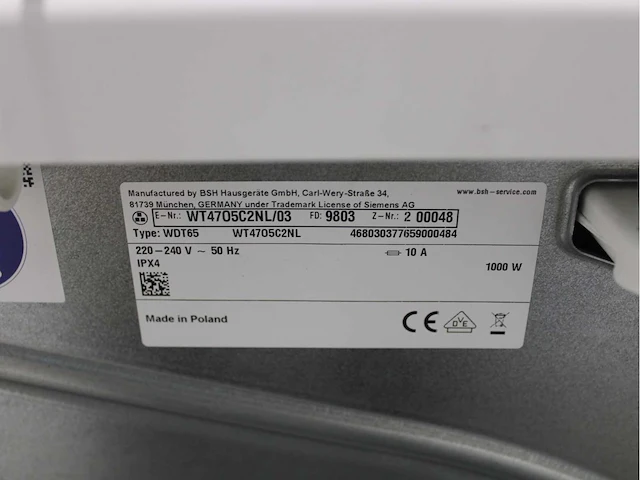 Manufactured by BSH Hausgeräte GmbH, Carl-Wery-Straße 34,
www.bsh-service.com
81739 München, GERMANY under Trademark License of Siemens AG
E-Nr.: WT47O5C2NL/03 FD: 9803 Z-Nr.: 2 00048
Type: WDT65 WT47O5C2NL 468030377659000484
220-240 V ~ 50 Hz 10 A
IPX4 1000 W
Made in Poland CE DVE